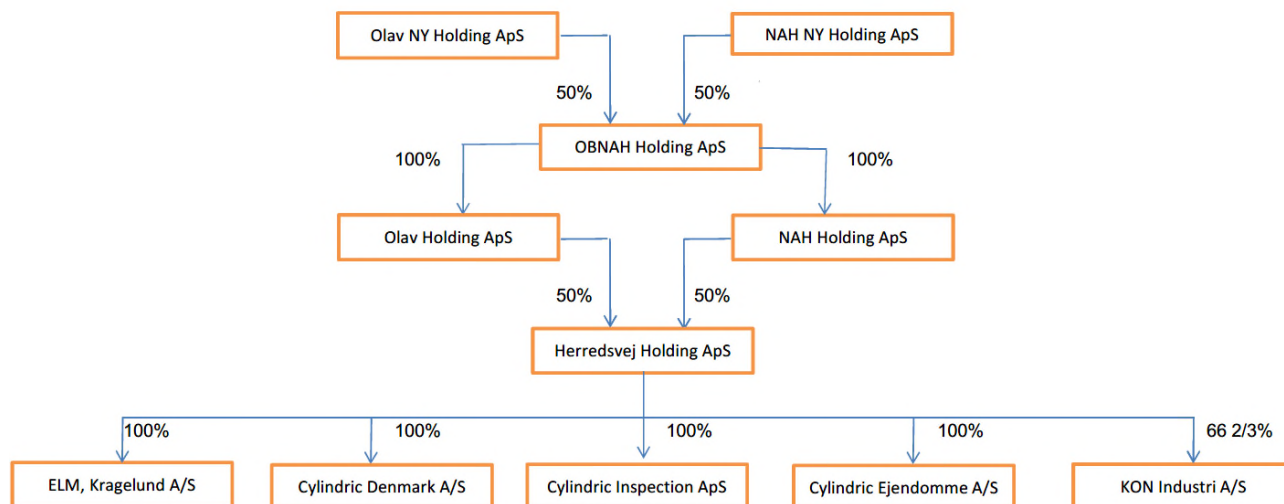 Olav NY Holding ApS
NAH NY Holding ApS
50%
50%
OBNAH Holding ApS
100%
100%
Olav Holding ApS
NAH Holding ApS
50%
50%
Herredsvej Holding ApS
100%
100%
100%
100%
66 2/3%
ELM, Kragelund A/S
Cylindric Denmark A/S
Cylindric Inspection ApS
Cylindric Ejendomme A/S
KON Industri A/S